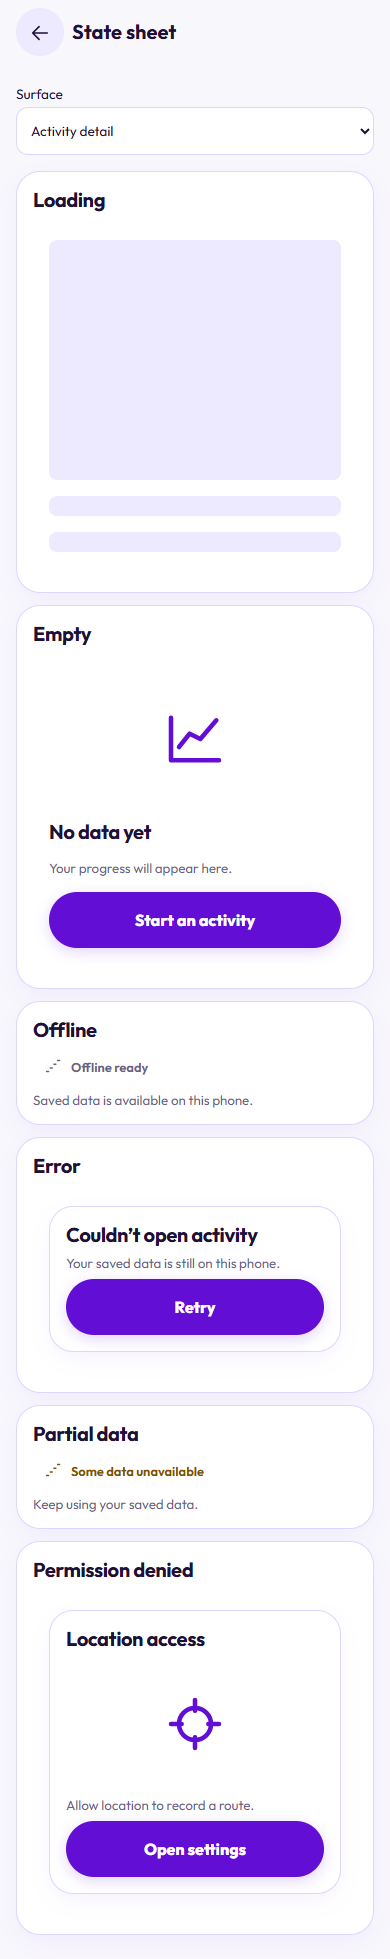 State sheet
Surface
Activity detail
Loading
Empty
No data yet
Your progress will appear here.
Start an activity
Offline
Offline ready
Saved data is available on this phone.
Error
Couldn’t open activity
Your saved data is still on this phone.
Retry
Partial data
Some data unavailable
Keep using your saved data.
Permission denied
Location access
Allow location to record a route.
Open settings